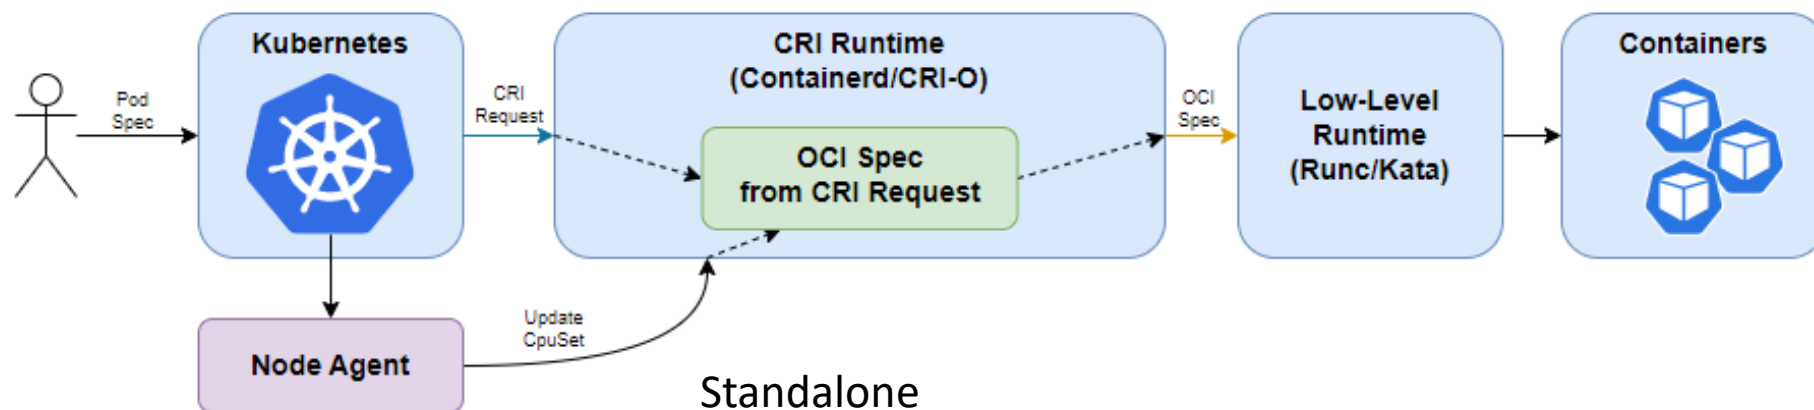 Pod
Spec
Kubernetes
CRI
Request
CRI Runtime
(Containerd/CRI-O)
OCI Spec
from CRI Request
OCI
Spec
Low-Level
Runtime
(Runc/Kata)
Containers
Node Agent
Update
CpuSet
Standalone